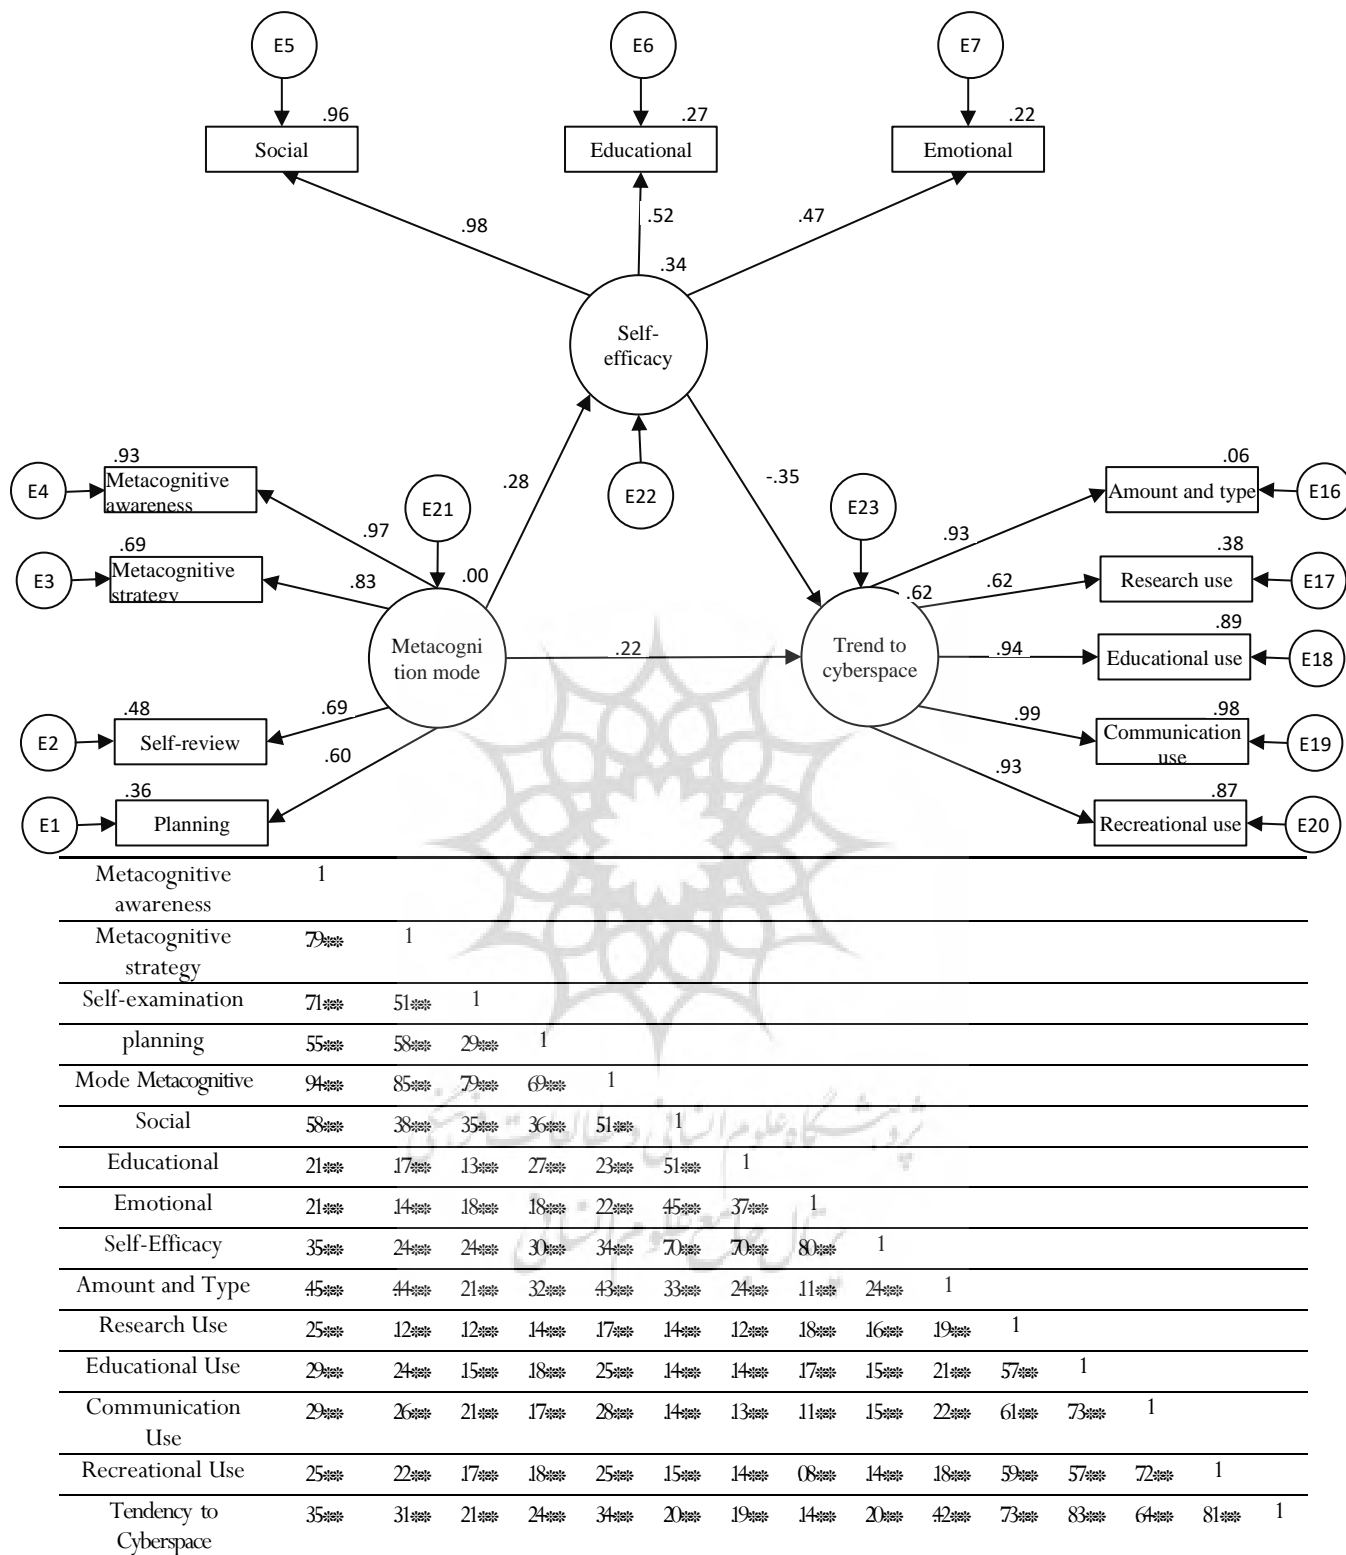 E5
E6
E7
.96
.27
.22
Social
Educational
Emotional
.98
.52
.47
.34
Self-
efficacy
.93
Metacognitive
awareness
E4
.28
-.35
E22
E21
E23
.97
.93
.06
Amount and type
E16
.69
Metacognitive
strategy
E3
.83
.00
.62
.62
.38
Research use
E17
Metacogni
tion mode
.22
Trend to
cyberspace
.94
.89
Educational use
E18
.48
Self-review
E2
.69
.99
.98
Communication
use
E19
.60
.93
.36
Planning
E1
.87
Recreational use
E20
Metacognitive 1
awareness
Metacognitive .79** 1
strategy
Self-examination .71** .51** 1
planning .55** .58** .29** 1
Mode Metacognitive .94** .85** .79** .69** 1
Social .58** .38** .35** .36** .51** 1
Educational .21** .17** .13** .27** .23** .51** 1
Emotional .21** .14** .18** .18** .22** .45** .37** 1
Self-Efficacy .35** .24** .24** .30** .34** .70** .70** .80** 1
Amount and Type .45** .44** .21** .32** .43** .33** .24** .11** .24** 1
Research Use .25** .12** .12** .14** .17** .14** .12** .18** .16** .19** 1
Educational Use .29** .24** .15** .18** .25** .14** .14** .17** .15** .21** .57** 1
Communication .29** .26** .21** .17** .28** .14** .13** .11** .15** .22** .61** .73** 1
Use
Recreational Use .25** .22** .17** .18** .25** .15** .14** .08** .14** .18** .59** .57** .72** 1
Tendency to .35** .31** .21** .24** .34** .20** .19** .14** .20** .42** .73** .83** .64** .81** 1
Cyberspace
پژوهشگاه علوم انسانی و مطالعات فرهنگی
پرتال جامع علوم انسانی